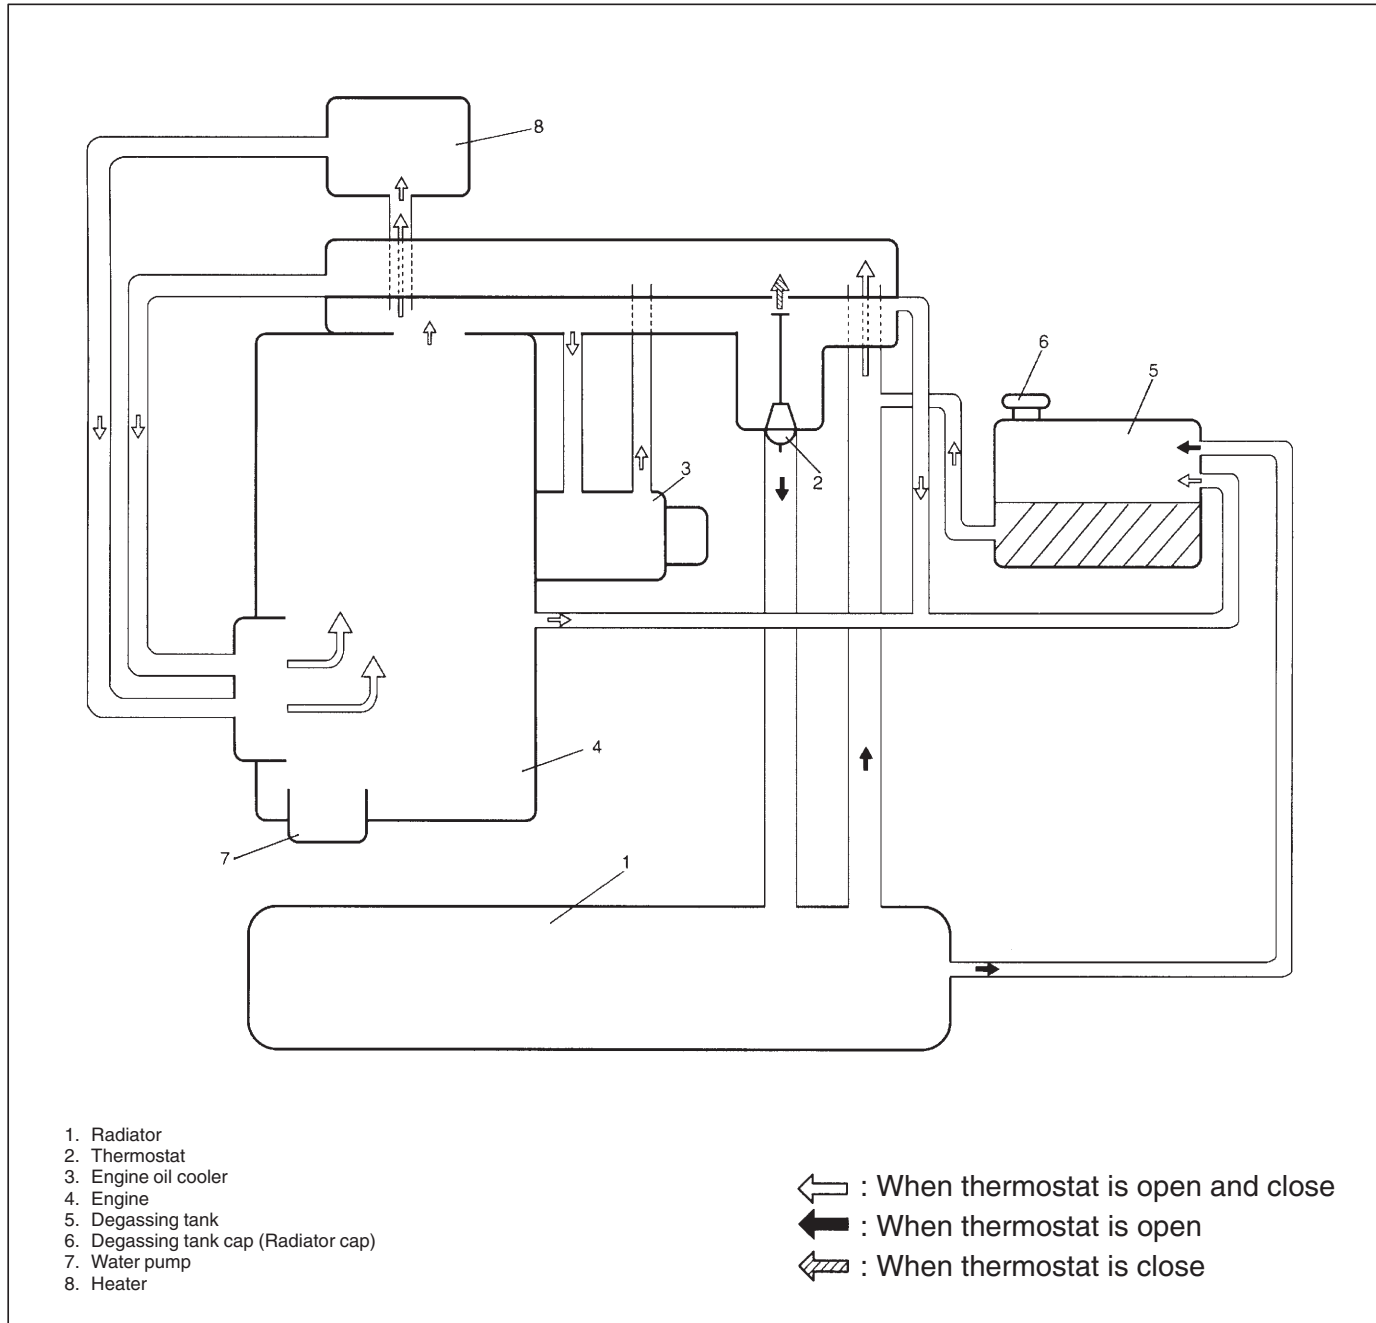 8
6
5
3
2
4
7
1
1. Radiator
2. Thermostat
3. Engine oil cooler
4. Engine
5. Degassing tank
6. Degassing tank cap (Radiator cap)
7. Water pump
8. Heater
: When thermostat is open and close
: When thermostat is open
: When thermostat is close